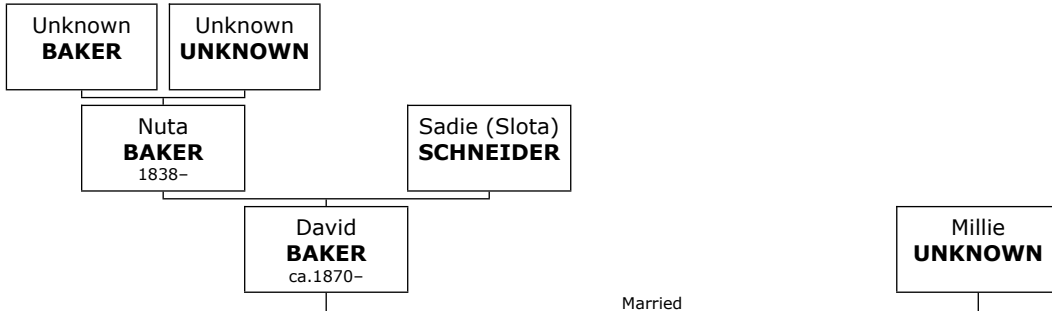 Unknown
BAKER
Unknown
UNKNOWN
Nuta
BAKER
1838–
Sadie (Slota)
SCHNEIDER
David
BAKER
ca.1870–
Millie
UNKNOWN
Married